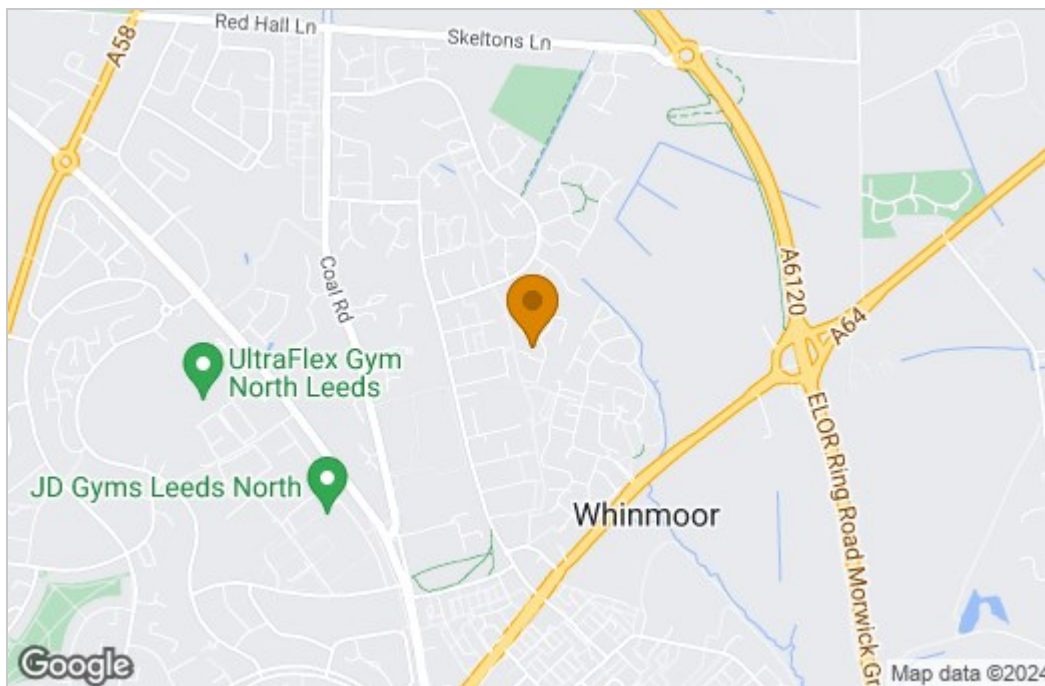 Red Hall Ln
Skeltons Ln
A58
Coal Rd
A6120
A64
UltraFlex Gym
North Leeds
JD Gyms Leeds North
Whinmoor
ELOR Ring Road
Morwick Gr
Google
Map data ©2024